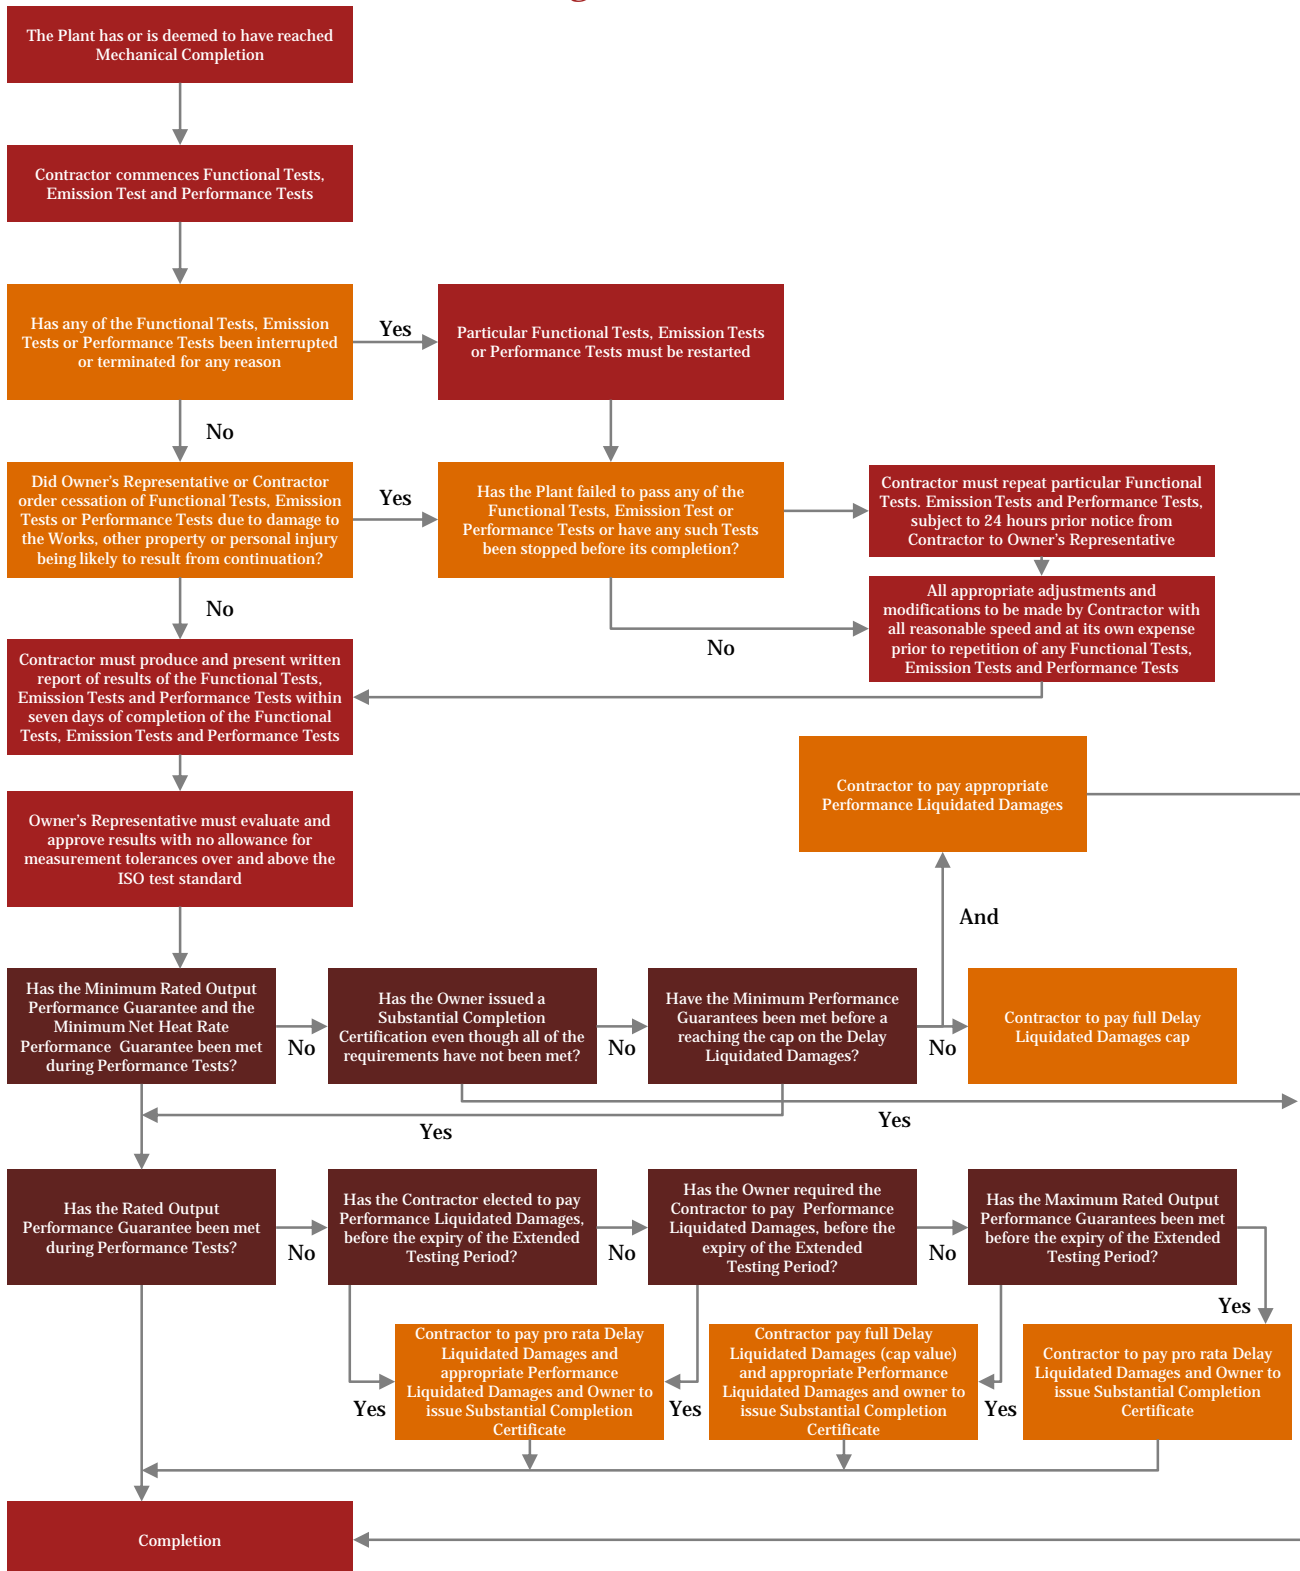 The Plant has or is deemed to have reached
Mechanical Completion
Contractor commences Functional Tests,
Emission Test and Performance Tests
Has any of the Functional Tests, Emission
Tests or Performance Tests been interrupted
or terminated for any reason
Yes
Particular Functional Tests, Emission Tests
or Performance Tests must be restarted
No
Did Owner's Representative or Contractor
order cessation of Functional Tests, Emission
Tests or Performance Tests due to damage to
the Works, other property or personal injury
being likely to result from continuation?
Yes
Has the Plant failed to pass any of the
Functional Tests, Emission Test or
Performance Tests or have any such Tests
been stopped before its completion?
Contractor must repeat particular Functional
Tests. Emission Tests and Performance Tests,
subject to 24 hours prior notice from
Contractor to Owner's Representative
All appropriate adjustments and
modifications to be made by Contractor with
all reasonable speed and at its own expense
prior to repetition of any Functional Tests,
Emission Tests and Performance Tests
No
No
Contractor must produce and present written
report of results of the Functional Tests,
Emission Tests and Performance Tests within
seven days of completion of the Functional
Tests, Emission Tests and Performance Tests
Contractor to pay appropriate
Performance Liquidated Damages
Owner's Representative must evaluate and
approve results with no allowance for
measurement tolerances over and above the
ISO test standard
And
Has the Minimum Rated Output
Performance Guarantee and the
Minimum Net Heat Rate
Performance Guarantee been met
during Performance Tests?
No
Has the Owner issued a
Substantial Completion
Certification even though all of the
requirements have not been met?
No
Have the Minimum Performance
Guarantees been met before a
reaching the cap on the Delay
Liquidated Damages?
No
Contractor to pay full Delay
Liquidated Damages cap
Yes
Yes
Has the Rated Output
Performance Guarantee been met
during Performance Tests?
No
Has the Contractor elected to pay
Performance Liquidated Damages,
before the expiry of the Extended
Testing Period?
No
Has the Owner required the
Contractor to pay Performance
Liquidated Damages, before the
expiry of the Extended
Testing Period?
No
Has the Maximum Rated Output
Performance Guarantees been met
before the expiry of the Extended
Testing Period?
Yes
Yes
Contractor to pay pro rata Delay
Liquidated Damages and
appropriate Performance
Liquidated Damages and Owner to
issue Substantial Completion
Certificate
Yes
Contractor pay full Delay
Liquidated Damages (cap value)
and appropriate Performance
Liquidated Damages and owner to
issue Substantial Completion
Certificate
Yes
Contractor to pay pro rata Delay
Liquidated Damages and Owner to
issue Substantial Completion
Certificate
Completion